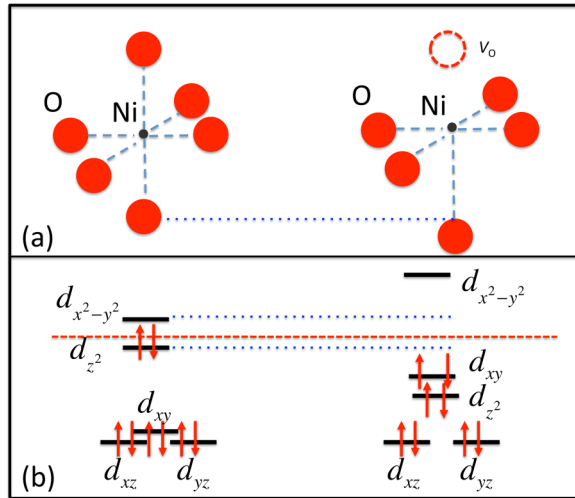 V_O
O Ni O Ni
(a)
d_{x^2-y^2} d_{x^2-y^2}
d_{z^2} d_{xy}
d_{z^2}
d_{xy}
(b) d_{xz} d_{yz} d_{xz} d_{yz}